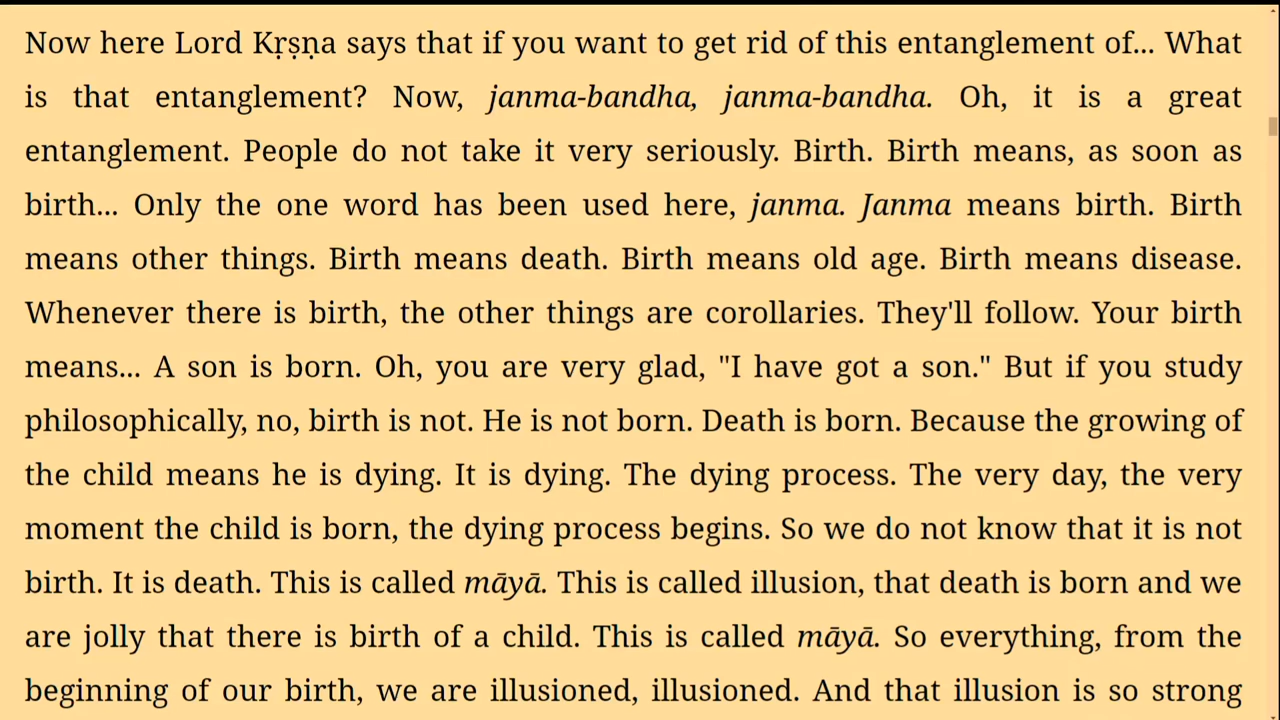 Now here Lord Kṛṣṇa says that if you want to get rid of this entanglement of... What
is that entanglement? Now, janma-bandha, janma-bandha. Oh, it is a great
entanglement. People do not take it very seriously. Birth. Birth means, as soon as
birth... Only the one word has been used here, janma. Janma means birth. Birth
means other things. Birth means death. Birth means old age. Birth means disease.
Whenever there is birth, the other things are corollaries. They'll follow. Your birth
means... A son is born. Oh, you are very glad, "I have got a son." But if you study
philosophically, no, birth is not. He is not born. Death is born. Because the growing of
the child means he is dying. It is dying. The dying process. The very day, the very
moment the child is born, the dying process begins. So we do not know that it is not
birth. It is death. This is called māyā. This is called illusion, that death is born and we
are jolly that there is birth of a child. This is called māyā. So everything, from the
beginning of our birth, we are illusioned, illusioned. And that illusion is so strong